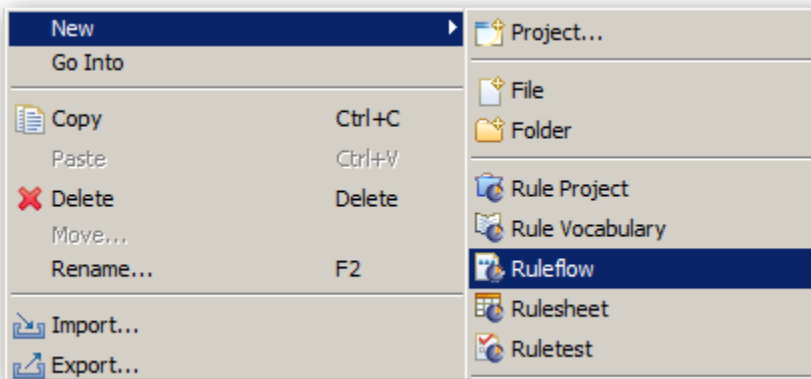 New
Go Into
Copy Ctrl+C
Paste Ctrl+V
Delete Delete
Move...
Rename... F2
Import...
Export...
Project...
File
Folder
Rule Project
Rule Vocabulary
Ruleflow
Rulesheet
Ruletest